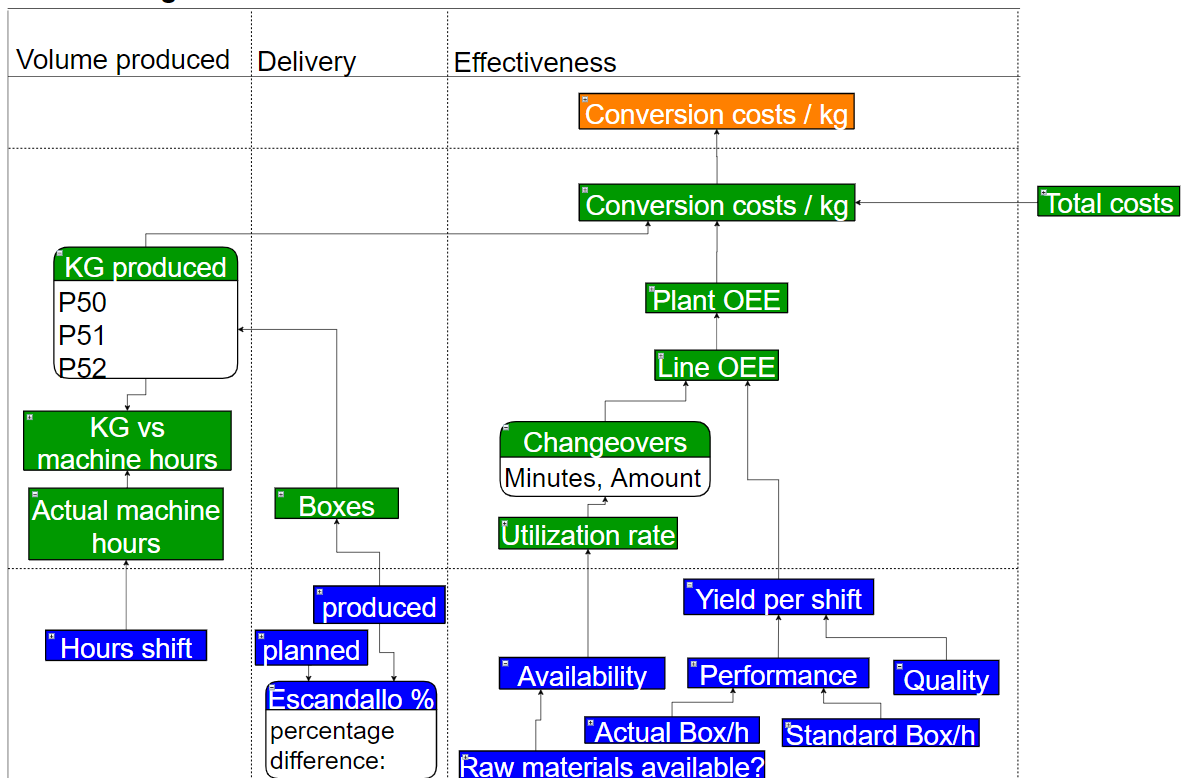 Volume produced
Delivery
Effectiveness
Conversion costs / kg
Conversion costs / kg
Total costs
KG produced
P50
P51
P52
Plant OEE
Line OEE
KG vs
machine hours
Changeovers
Minutes, Amount
Actual machine
hours
Boxes
Utilization rate
produced
Yield per shift
Hours shift
planned
Availability
Performance
Quality
Escandallo %
percentage
difference:
Actual Box/h
Standard Box/h
Raw materials available?